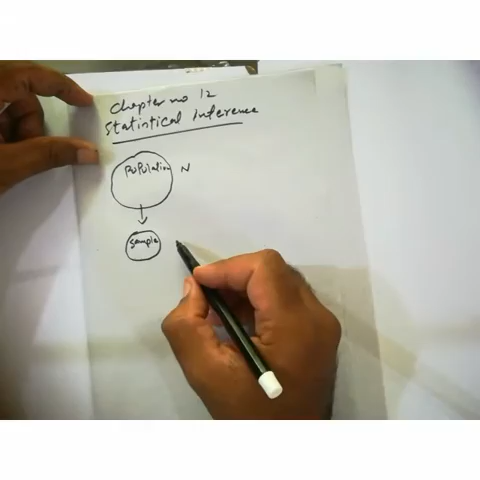 Chapter no 12
Statistical Inference
Population N
Sample